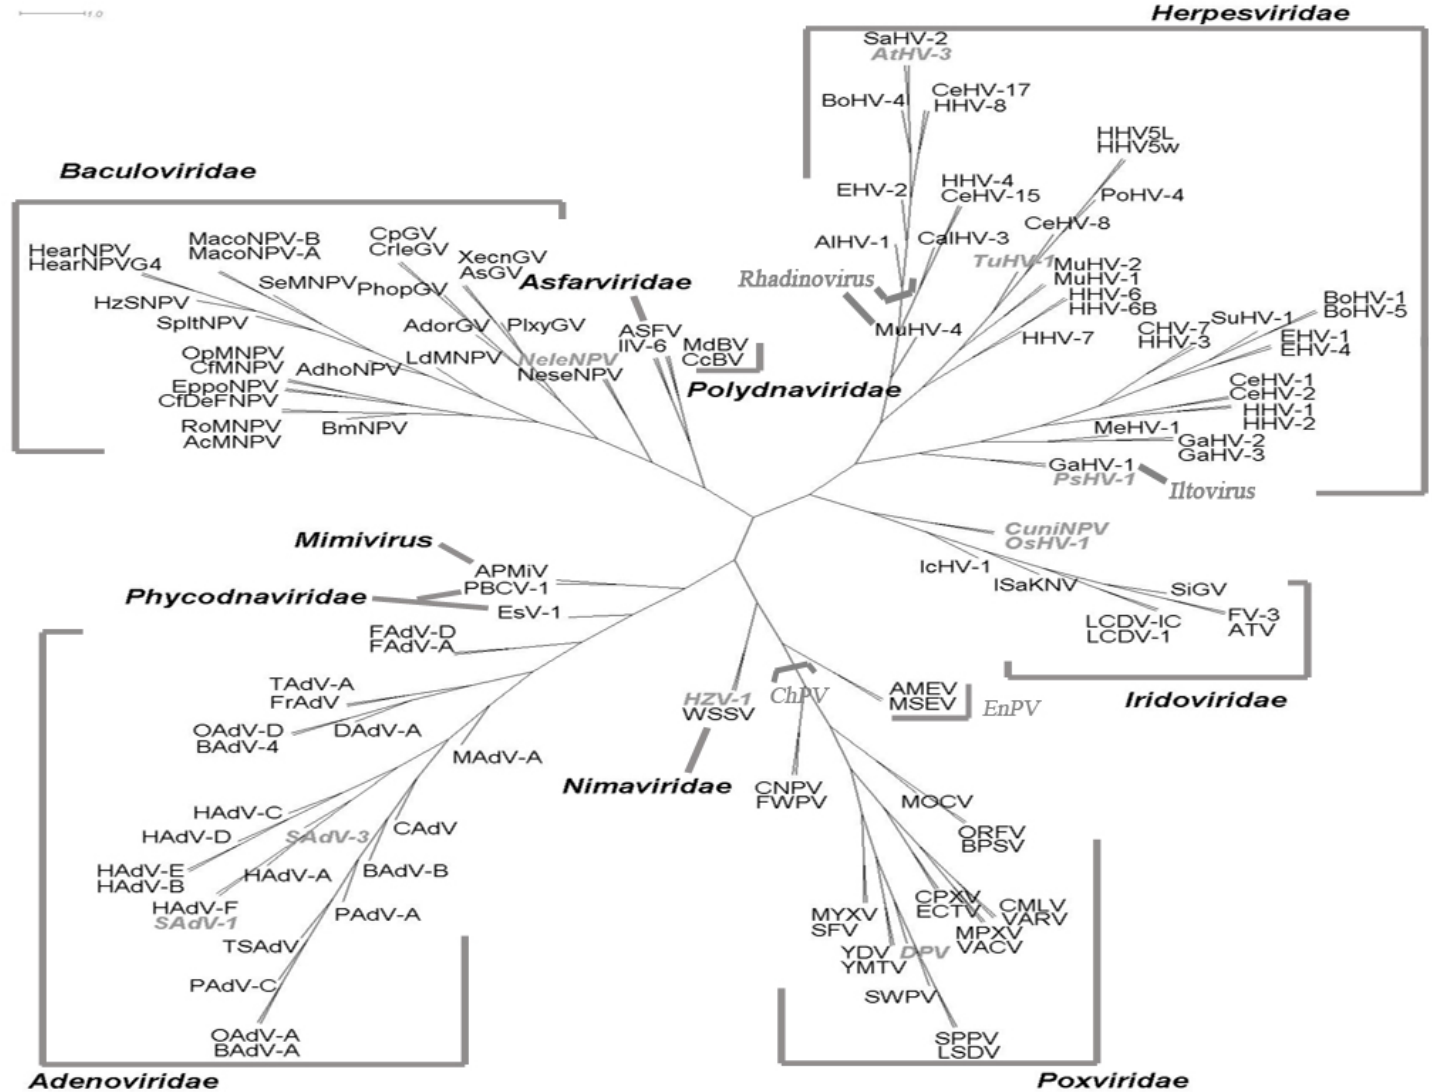 1.0
Herpesviridae
SaHV-2
AtHV-3
BoHV-4
CeHV-17
HHV-8
HHV5L
HHV5w
EHV-2
HHV-4
CeHV-15
PoHV-4
AlHV-1
CalHV-3
CeHV-8
TuHV-1
Rhadinovirus
MuHV-2
MuHV-1
HHV-6
HHV-6B
MuHV-4
HHV-7
CHV-7
HHV-3
SuHV-1
BoHV-1
BoHV-5
EHV-1
EHV-4
CeHV-1
CeHV-2
HHV-1
HHV-2
MeHV-1
GaHV-2
GaHV-3
GaHV-1
PsHV-1
Iltovirus
Baculoviridae
HearNPV
HearNPVG4
MacoNPV-B
MacoNPV-A
CpGV
CrleGV
XecnGV
AsGV
SeMNPV
PhopGV
HzSNPV
SpltNPV
AdorGV
PlxyGV
OpMNPV
CfMNPV
AdhoNPV
LdMNPV
NeleNPV
NeseNPV
EppoNPV
CfDeFNPV
RoMNPV
AcMNPV
BmNPV
Asfarviridae
ASFV
IIV-6
MdBV
CcBV
Polydnaviridae
CuniNPV
OsHV-1
IcHV-1
ISaKNV
SiGV
LCDV-IC
LCDV-1
FV-3
ATV
Iridoviridae
Mimivirus
APMiV
PBCV-1
Phycodnaviridae
EsV-1
FAdV-D
FAdV-A
TAdV-A
FrAdV
OAdV-D
BAdV-4
DAdV-A
MAdV-A
HAdV-C
HAdV-D
SAdV-3
CAdV
HAdV-E
HAdV-B
HAdV-A
BAdV-B
HAdV-F
SAdV-1
PAdV-A
TSAdV
PAdV-C
OAdV-A
BAdV-A
Adenoviridae
HZV-1
WSSV
Nimaviridae
ChPV
AMEV
MSEV
EnPV
CNPV
FWPV
MOCV
ORFV
BPSV
CPXV
ECTV
CMLV
VARV
MYXV
SFV
MPXV
VACV
YDV
YMTV
DPV
SWPV
SPPV
LSDV
Poxviridae